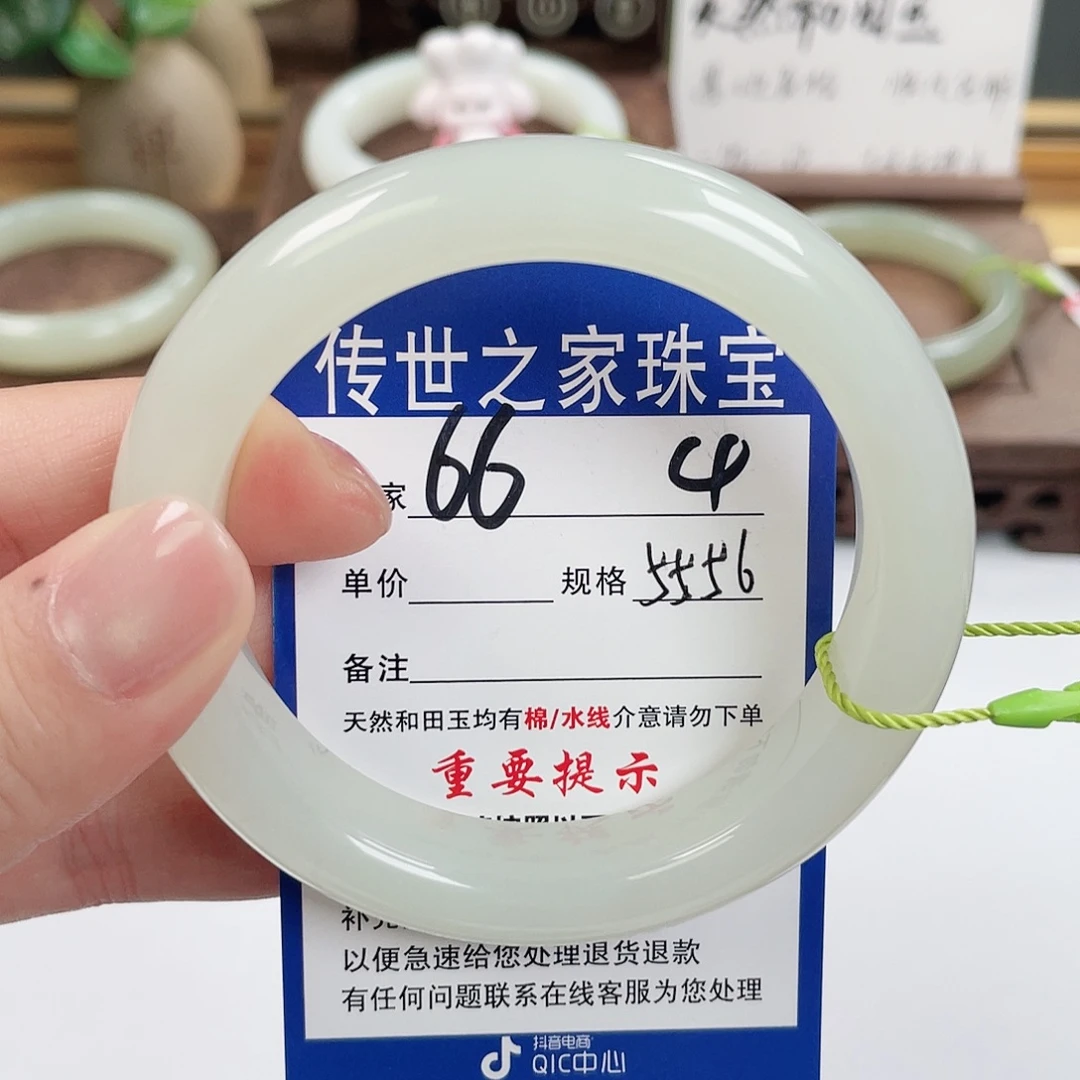 传世之家珠宝
家 66 4
单价 规格 5556
备注
天然和田玉均有棉/水线介意请勿下单
重要提示
以便急速给您处理退货退款
有任何问题联系在线客服为您处理
抖音电商
QIC中心